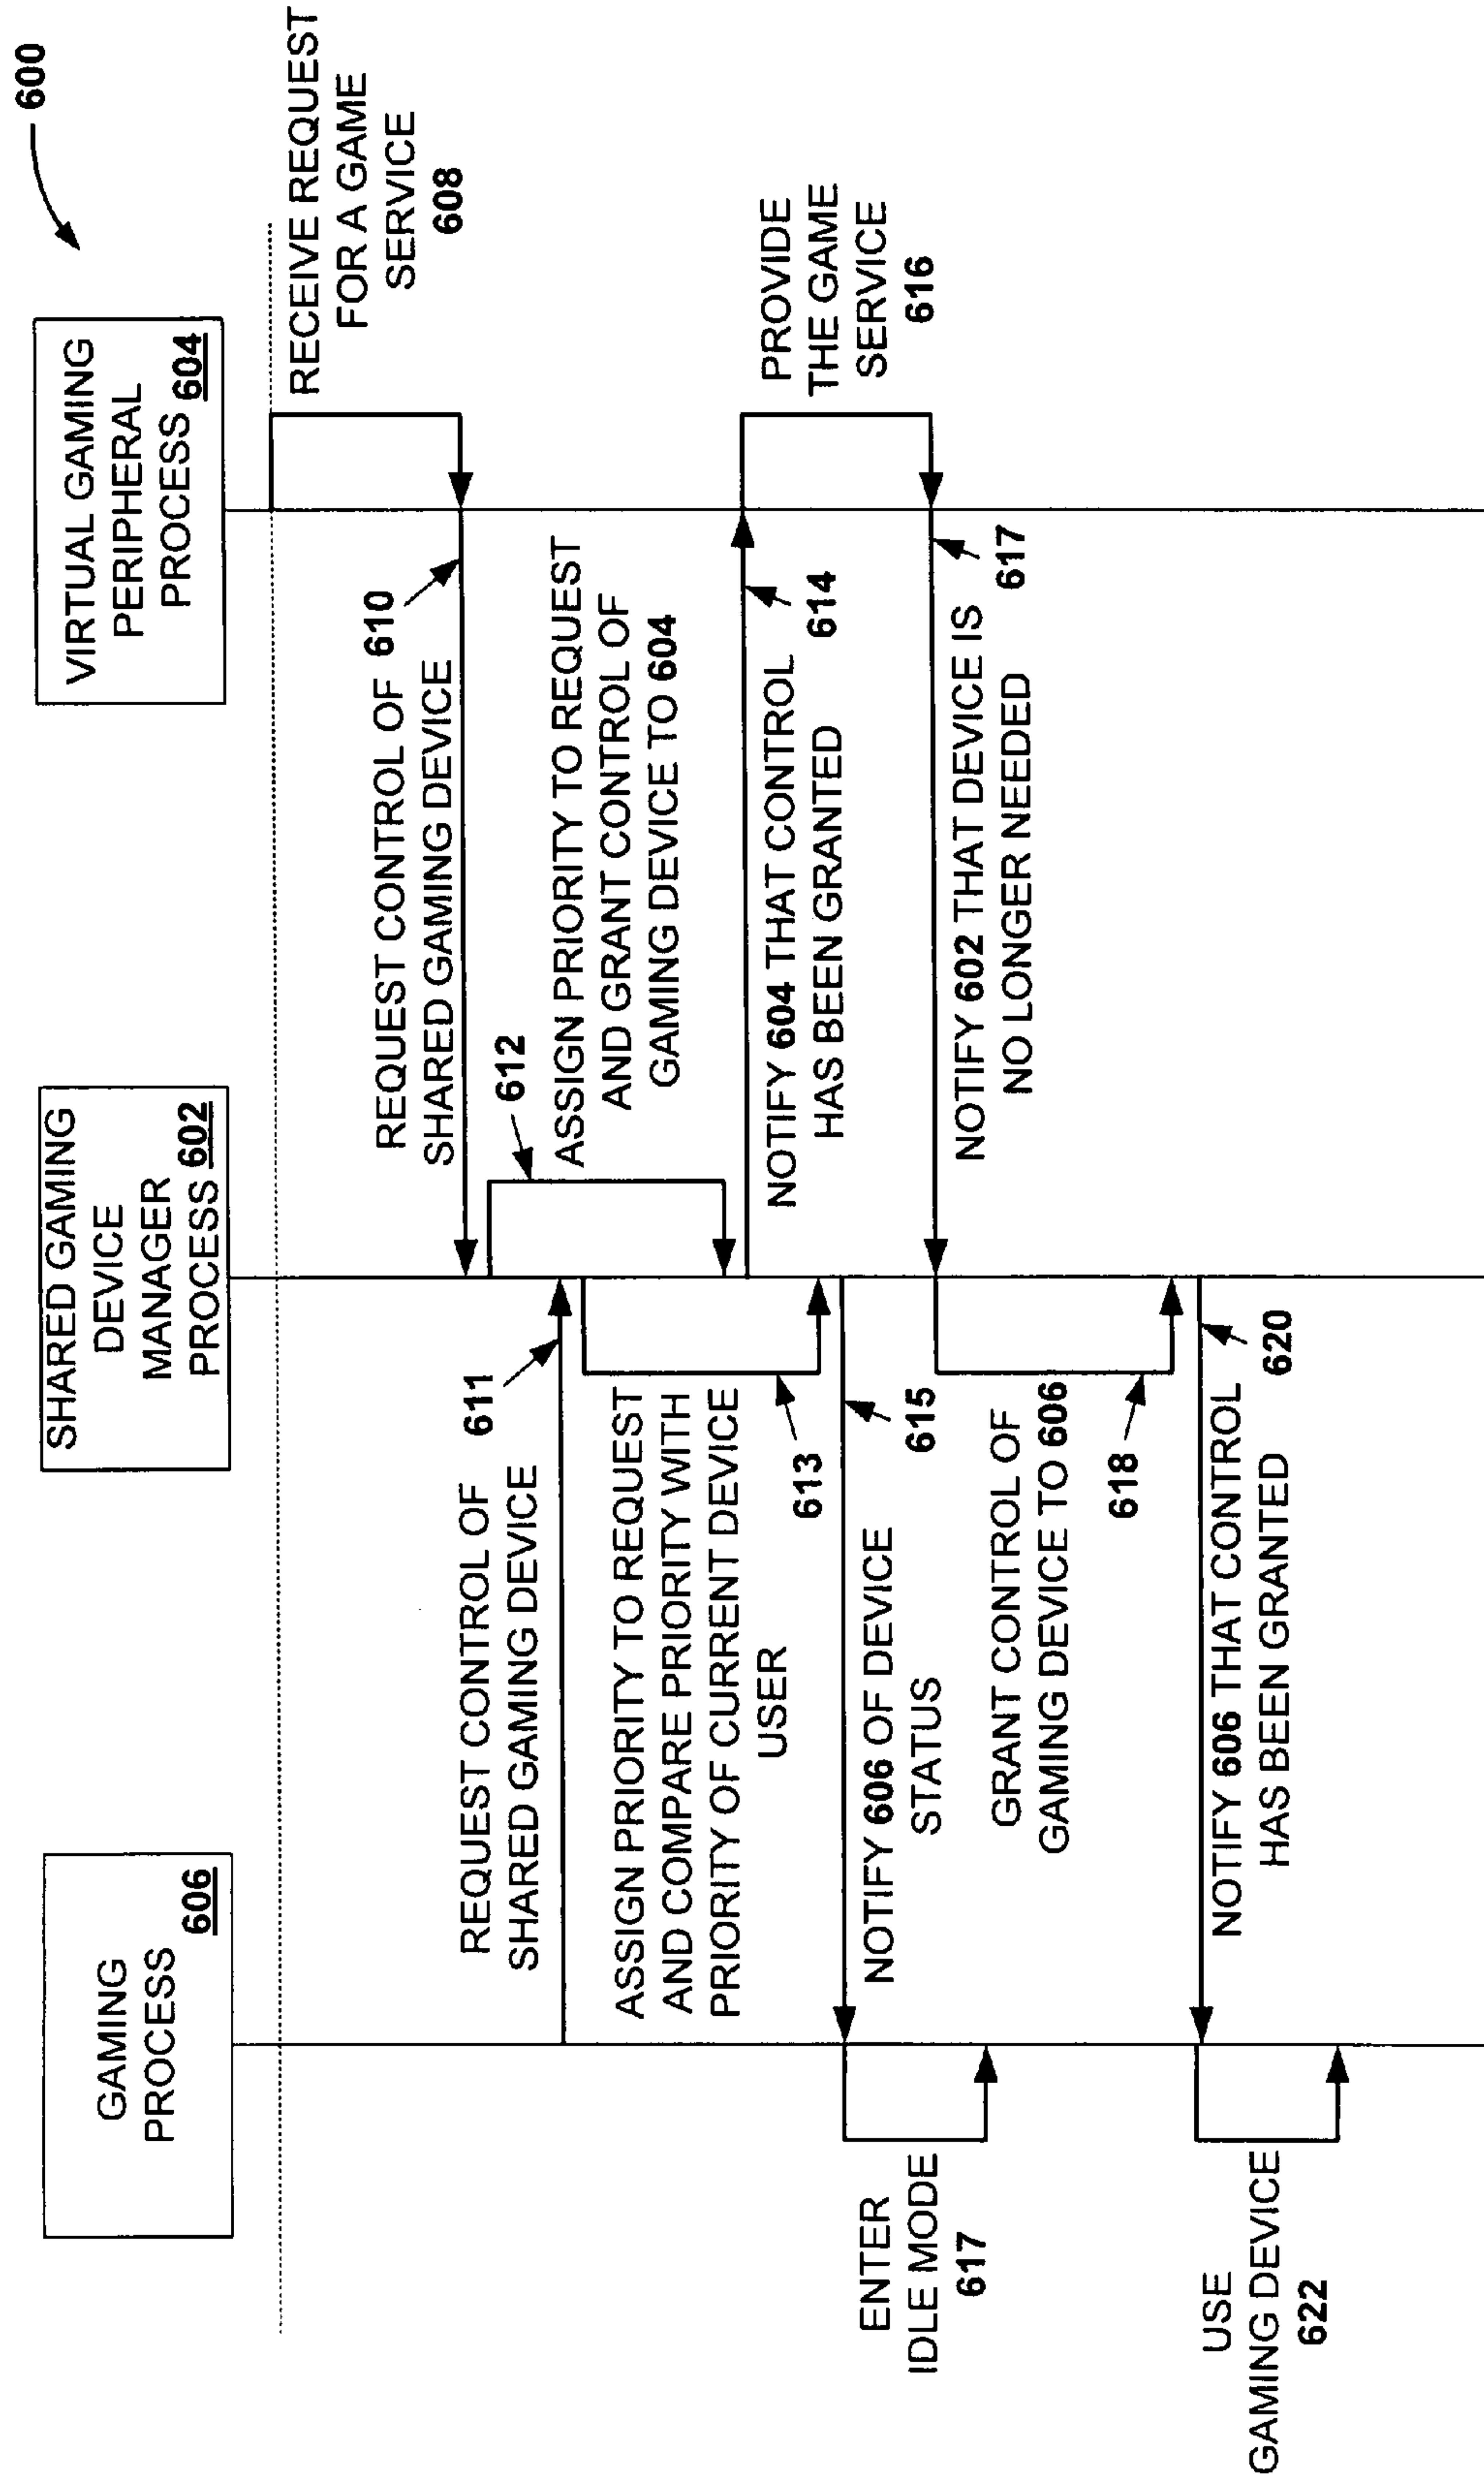 600
GAMING
PROCESS
606
SHARED GAMING
DEVICE
MANAGER
PROCESS 602
VIRTUAL GAMING
PERIPHERAL
PROCESS 604
RECEIVE REQUEST
FOR A GAME
SERVICE
608
REQUEST CONTROL OF 610
SHARED GAMING DEVICE
REQUEST CONTROL OF 611
SHARED GAMING DEVICE
612
ASSIGN PRIORITY TO REQUEST
AND GRANT CONTROL OF
GAMING DEVICE TO 604
ASSIGN PRIORITY TO REQUEST
AND COMPARE PRIORITY WITH
PRIORITY OF CURRENT DEVICE
USER
613
NOTIFY 604 THAT CONTROL 614
HAS BEEN GRANTED
PROVIDE
THE GAME
SERVICE
616
NOTIFY 606 OF DEVICE 615
STATUS
ENTER
IDLE MODE
617
NOTIFY 602 THAT DEVICE IS 617
NO LONGER NEEDED
GRANT CONTROL OF
GAMING DEVICE TO 606
618
NOTIFY 606 THAT CONTROL 620
HAS BEEN GRANTED
USE
GAMING DEVICE
622